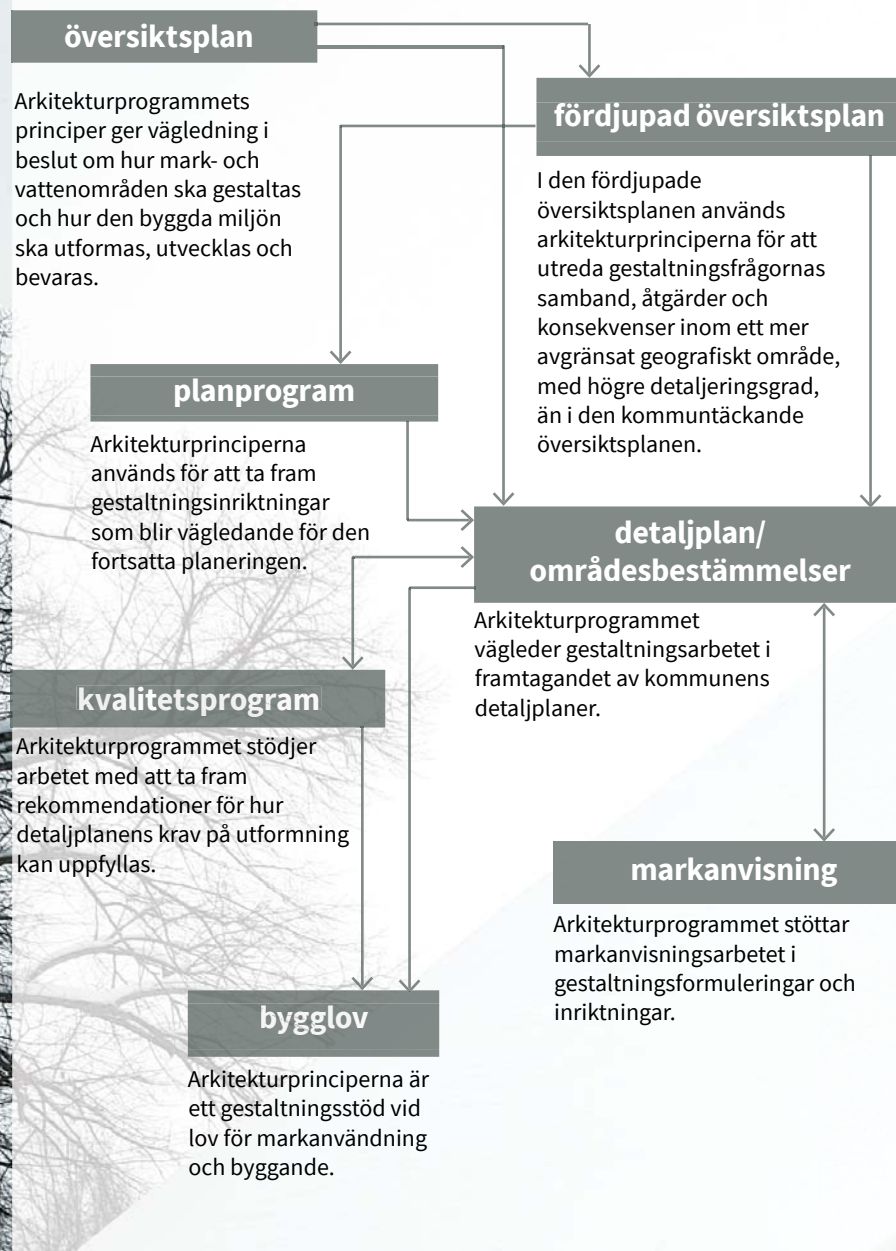 översiktsplan
Arkitekturprogrammets
principer ger vägledning i
beslut om hur mark- och
vattenområden ska gestaltas
och hur den byggda miljön
ska utformas, utvecklas och
bevaras.
fördjupad översiktsplan
I den fördjupade
översiktsplanen används
arkitekturprinciperna för att
utreda gestaltningsfrågornas
samband, åtgärder och
konsekvenser inom ett mer
avgränsat geografiskt område,
med högre detaljeringsgrad,
än i den kommuntäckande
översiktsplanen.
planprogram
Arkitekturprinciperna
används för att ta fram
gestaltningsinriktningar
som blir vägledande för den
fortsatta planeringen.
detaljplan/
områdesbestämmelser
Arkitekturprogrammet
vägleder gestaltningsarbetet i
framtagandet av kommunens
detaljplaner.
kvalitetsprogram
Arkitekturprogrammet stödjer
arbetet med att ta fram
rekommendationer för hur
detaljplanens krav på utformning
kan uppfyllas.
markanvisning
Arkitekturprogrammet stöttar
markanvisningsarbetet i
gestaltningsformuleringar och
inriktningar.
bygglov
Arkitekturprinciperna är
ett gestaltningsstöd vid
lov för markanvändning
och byggande.